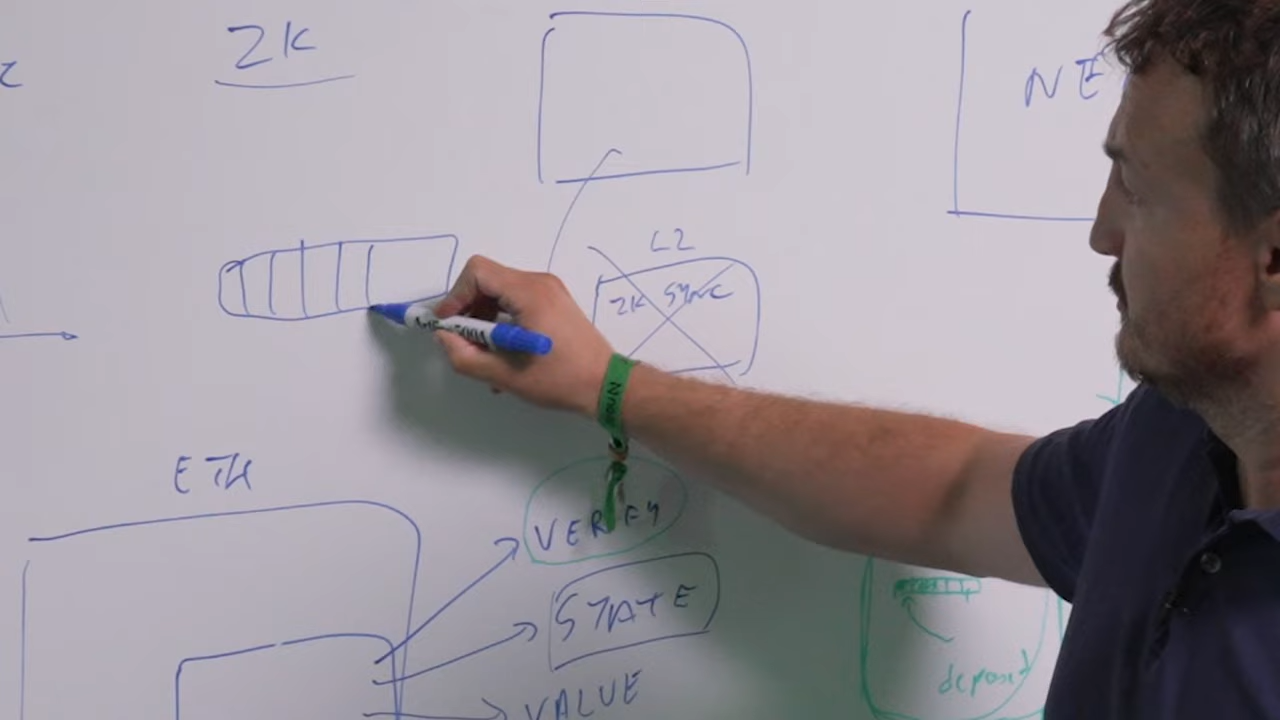 ZK
NE
L2
ZK SYNC
ETH
VERIFY
STATE
VALUE
deposit